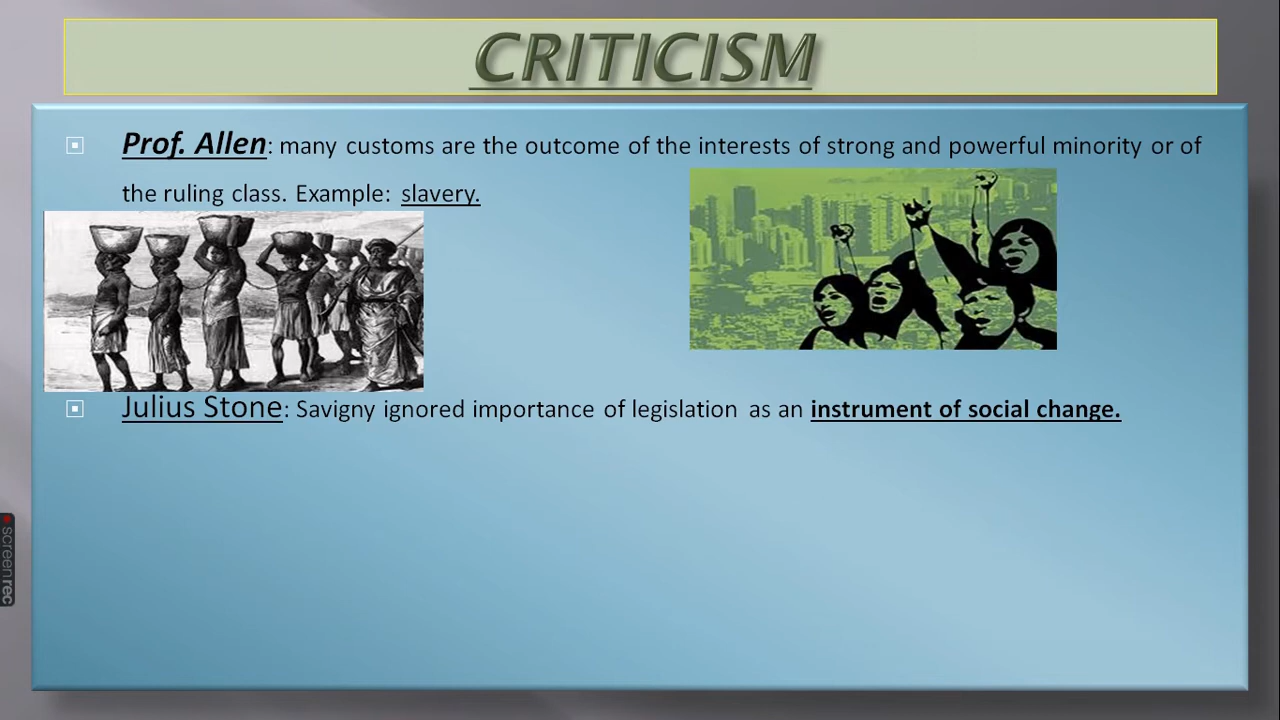 CRITICISM
Prof. Allen: many customs are the outcome of the interests of strong and powerful minority or of
the ruling class. Example: slavery.
Julius Stone: Savigny ignored importance of legislation as an instrument of social change.
screenrec